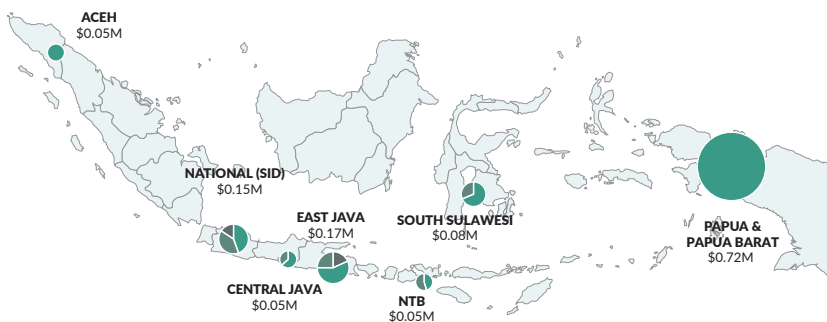 ACEH
$0.05M
NATIONAL (SID)
$0.15M
EAST JAVA
$0.17M
SOUTH SULAWESI
$0.08M
PAPUA &
PAPUA BARAT
$0.72M
CENTRAL JAVA
$0.05M
NTB
$0.05M